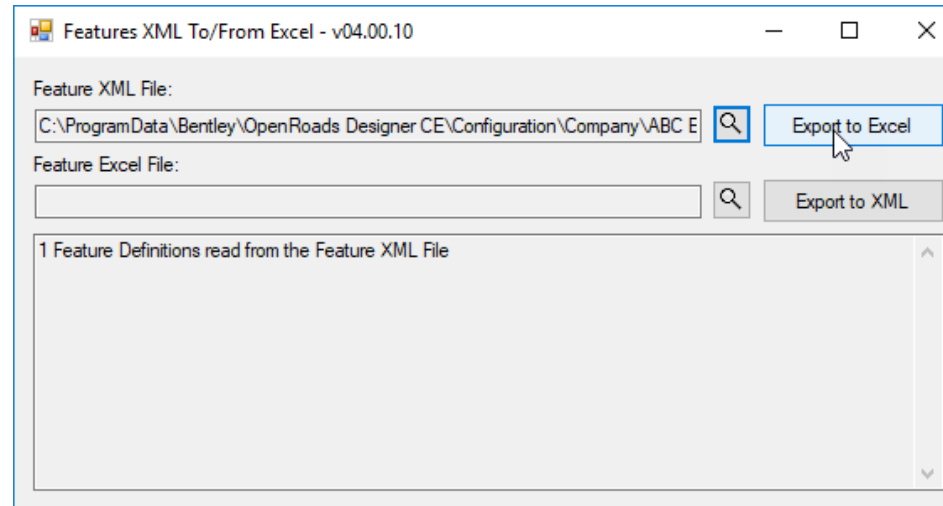 Features XML To/From Excel - v04.00.10
Feature XML File:
C:\ProgramData\Bentley\OpenRoads Designer CE\Configuration\Company\ABC E
Export to Excel
Feature Excel File:
Export to XML
1 Feature Definitions read from the Feature XML File